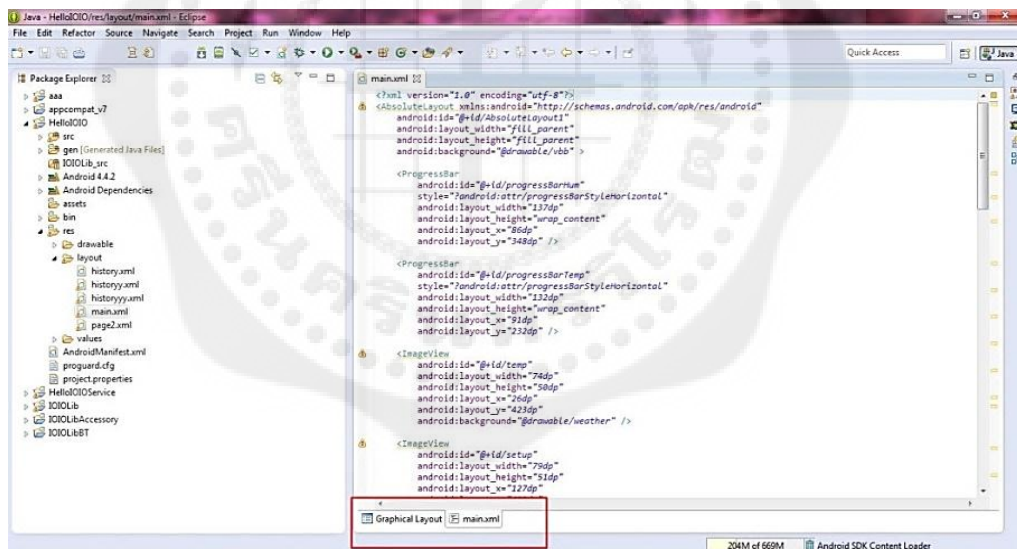 Java - HelloIOIO/res/layout/main.xml - Eclipse
File Edit Refactor Source Navigate Search Project Run Window Help
Quick Access
Java
Package Explorer
aaa
appcompat_v7
HelloIOIO
src
gen [Generated Java Files]
IOIOLib_src
Android 4.4.2
Android Dependencies
assets
bin
res
drawable
layout
history.xml
historyy.xml
historyyy.xml
main.xml
page2.xml
values
AndroidManifest.xml
proguard.cfg
project.properties
HelloIOIOService
IOIOLib
IOIOLibAccessory
IOIOLibBT
main.xml
<?xml version="1.0" encoding="utf-8"?>
<AbsoluteLayout xmlns:android="http://schemas.android.com/apk/res/android"
android:id="@+id/AbsoluteLayout1"
android:layout_width="fill_parent"
android:layout_height="fill_parent"
android:background="@drawable/vbb" >
<ProgressBar
android:id="@+id/progressBarHum"
style="?android:attr/progressBarStyleHorizontal"
android:layout_width="137dp"
android:layout_height="wrap_content"
android:layout_x="86dp"
android:layout_y="348dp" />
<ProgressBar
android:id="@+id/progressBarTemp"
style="?android:attr/progressBarStyleHorizontal"
android:layout_width="132dp"
android:layout_height="wrap_content"
android:layout_x="91dp"
android:layout_y="232dp" />
<ImageView
android:id="@+id/temp"
android:layout_width="74dp"
android:layout_height="50dp"
android:layout_x="26dp"
android:layout_y="423dp"
android:background="@drawable/weather" />
<ImageView
android:id="@+id/setup"
android:layout_width="79dp"
android:layout_height="51dp"
android:layout_x="127dp"
Graphical Layout
main.xml
204M of 669M
Android SDK Content Loader